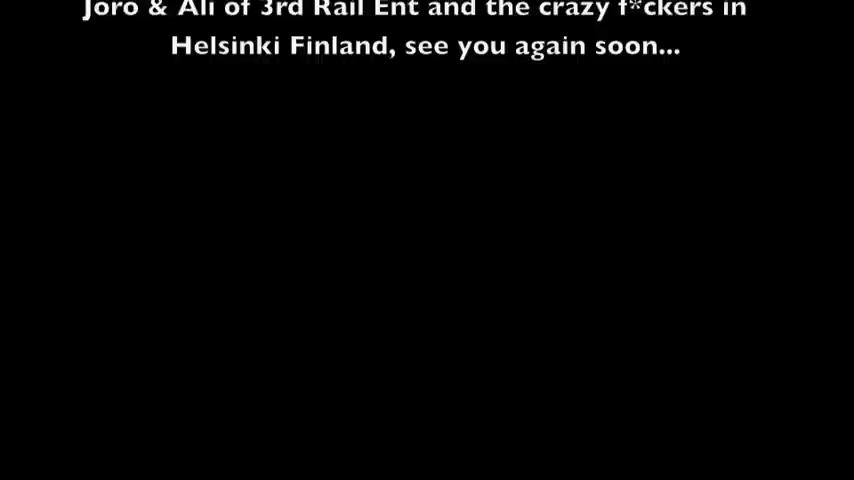 Joro & Ali of 3rd Rail Ent and the crazy f*ckers in
Helsinki Finland, see you again soon...